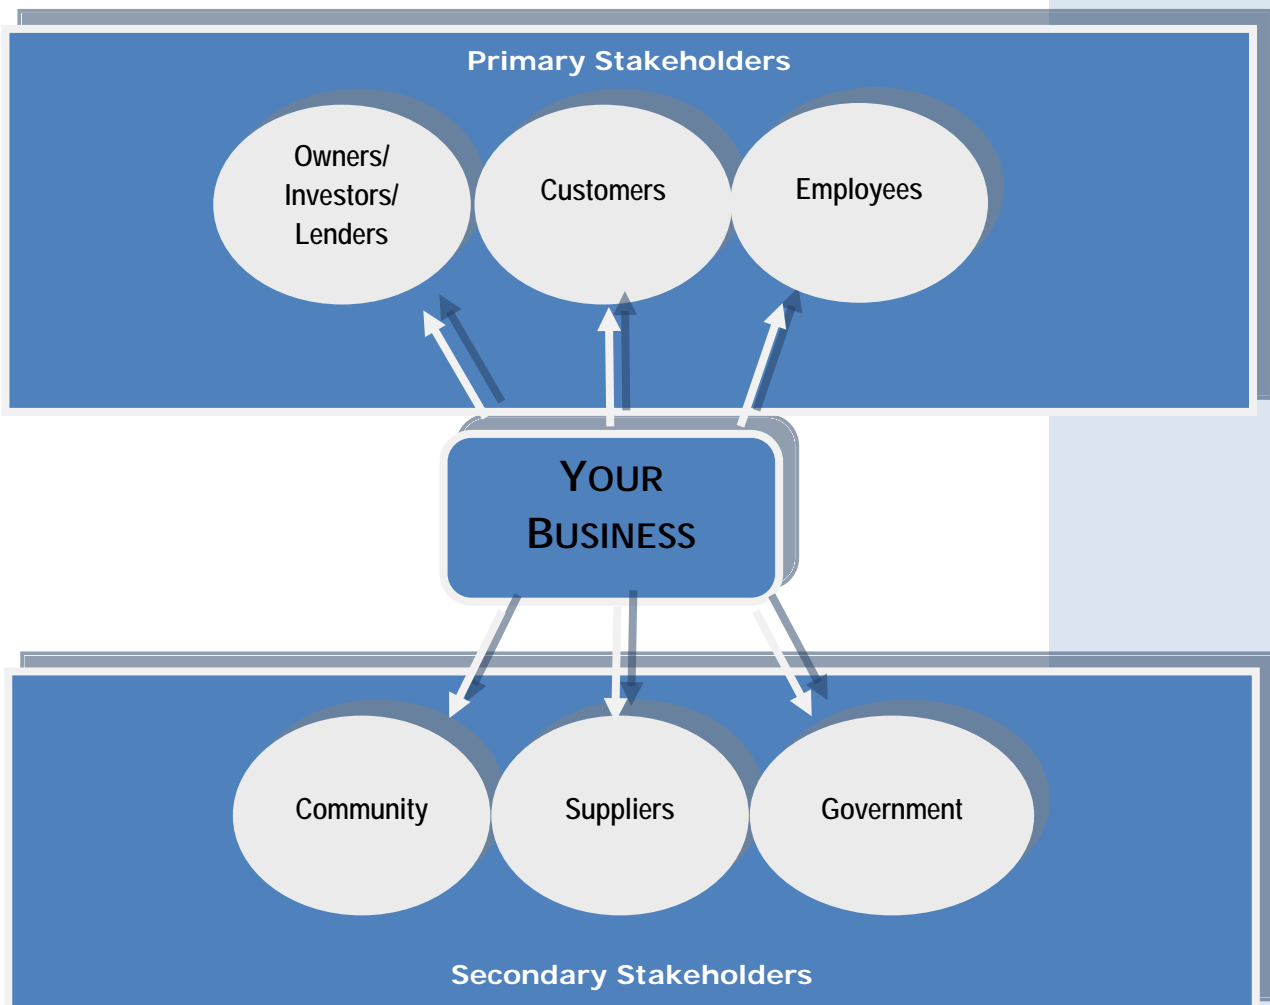 Primary Stakeholders
Owners/
Investors/
Lenders
Customers
Employees
YOUR
BUSINESS
Community
Suppliers
Government
Secondary Stakeholders